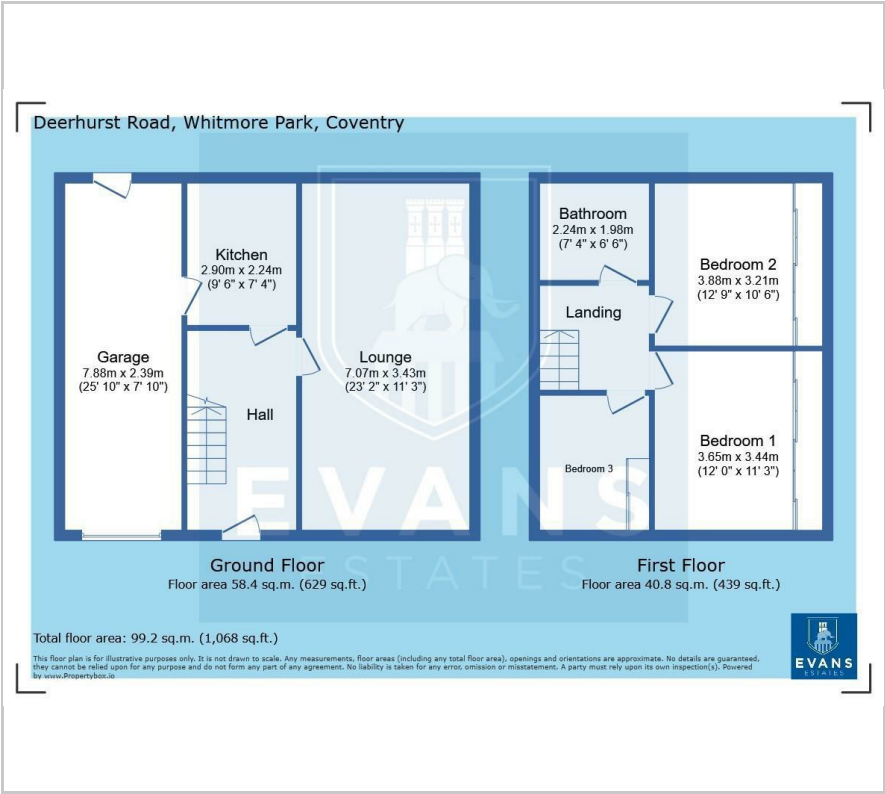 Deerhurst Road, Whitmore Park, Coventry
Kitchen
2.90m x 2.24m
(9' 6" x 7' 4")
Garage
7.88m x 2.39m
(25' 10" x 7' 10")
Lounge
7.07m x 3.43m
(23' 2" x 11' 3")
Hall
Bathroom
2.24m x 1.98m
(7' 4" x 6' 6")
Bedroom 2
3.88m x 3.21m
(12' 9" x 10' 6")
Landing
Bedroom 1
3.65m x 3.44m
(12' 0" x 11' 3")
Bedroom 3
EVANS
ESTATES
Ground Floor
Floor area 58.4 sq.m. (629 sq.ft.)
First Floor
Floor area 40.8 sq.m. (439 sq.ft.)
Total floor area: 99.2 sq.m. (1,068 sq.ft.)
This floor plan is for illustrative purposes only. It is not drawn to scale. Any measurements, floor areas (including any total floor area), openings and orientations are approximate. No details are guaranteed,
they cannot be relied upon for any purpose and do not form any part of any agreement. No liability is taken for any error, omission or misstatement. A party must rely upon its own inspection(s). Powered
by www.Propertybox.io
EVANS
ESTATES